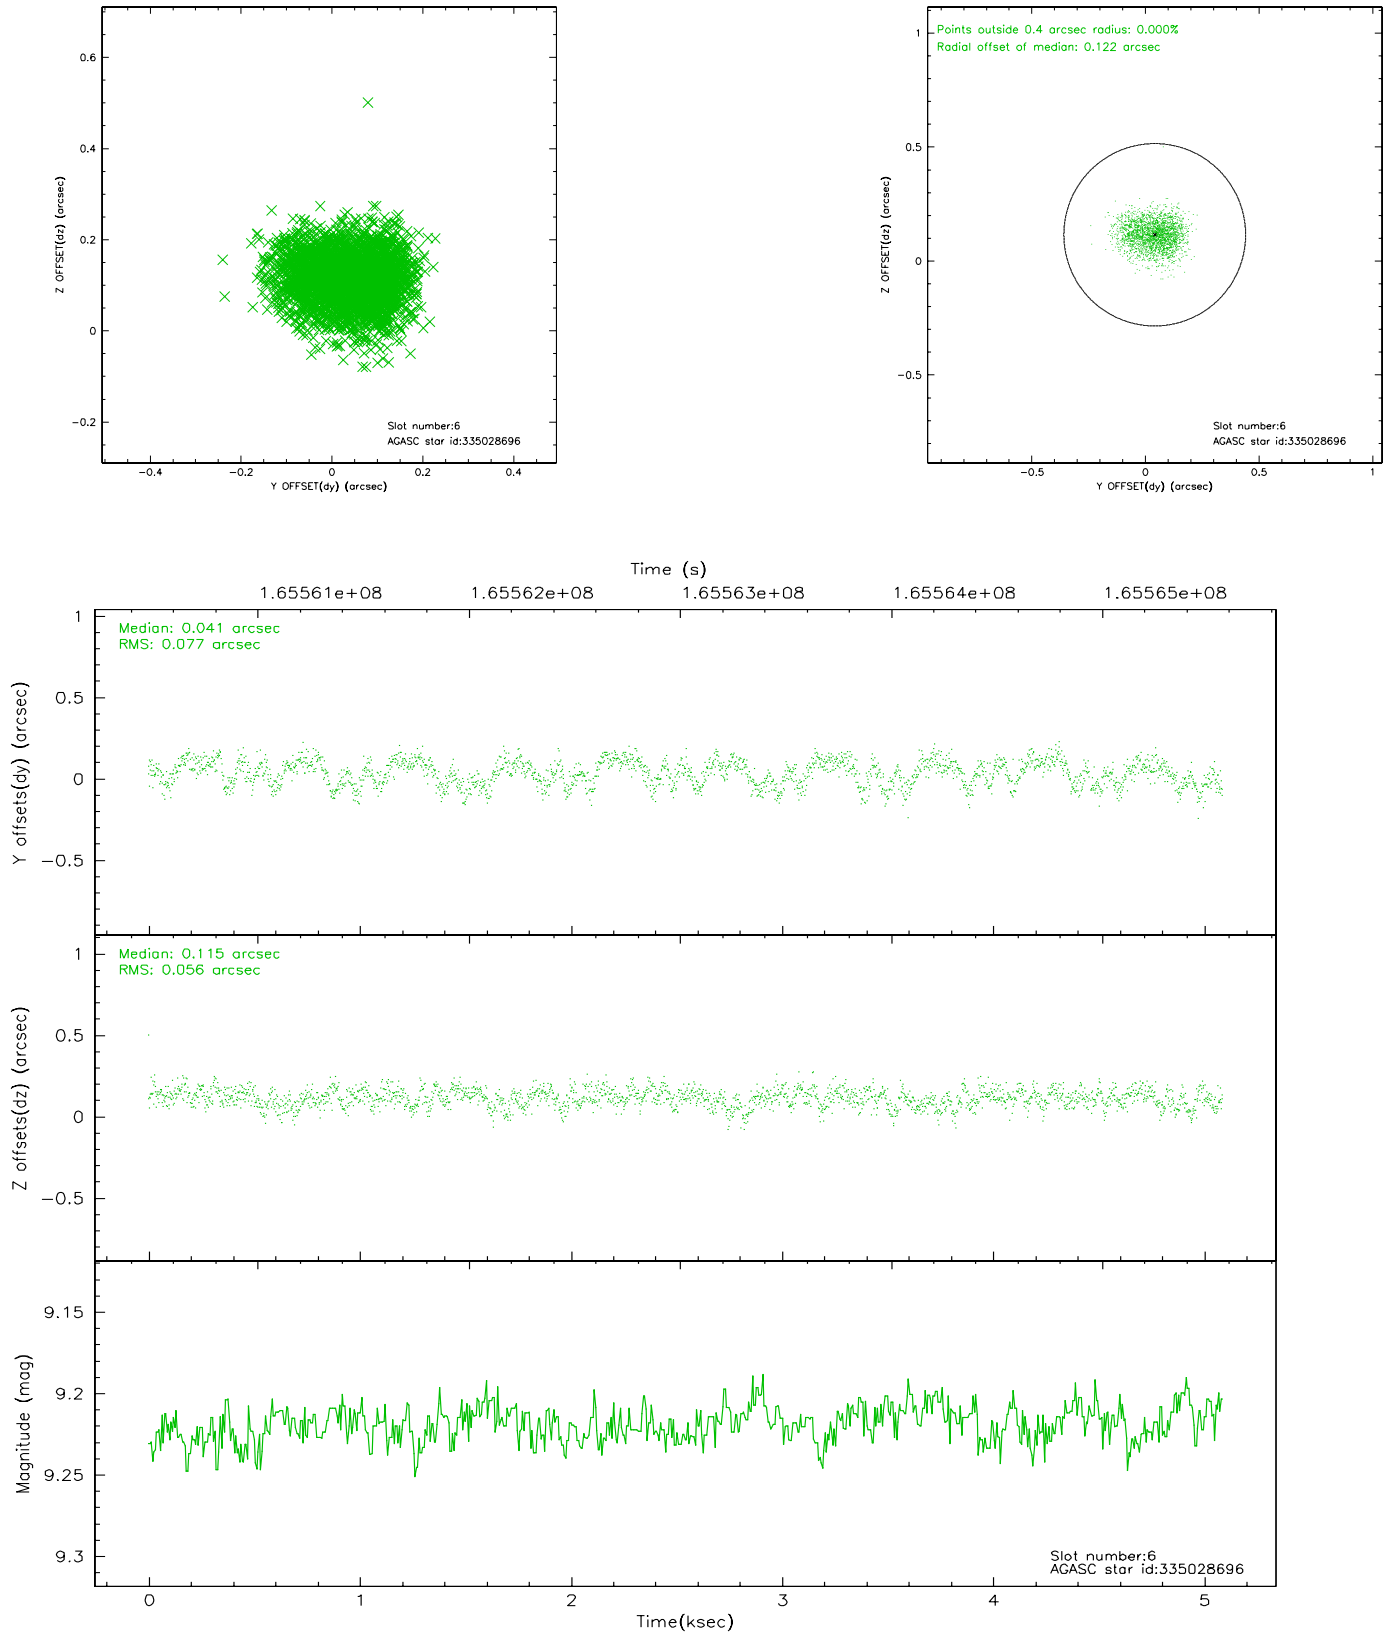 0.6
0.4
0.2
0
−0.2
Z OFFSET(dz) (arcsec)
Slot number:6
AGASC star id:335028696
−0.4
−0.2
0
0.2
0.4
Y OFFSET(dy) (arcsec)
Points outside 0.4 arcsec radius: 0.000%
Radial offset of median: 0.122 arcsec
1
0.5
0
−0.5
Z OFFSET(dz) (arcsec)
Slot number:6
AGASC star id:335028696
−0.5
0
0.5
1
Y OFFSET(dy) (arcsec)
Time (s)
1.65561e+08
1.65562e+08
1.65563e+08
1.65564e+08
1.65565e+08
Median: 0.041 arcsec
RMS: 0.077 arcsec
1
0.5
0
−0.5
Y offsets(dy) (arcsec)
Median: 0.115 arcsec
RMS: 0.056 arcsec
1
0.5
0
−0.5
Z offsets(dz) (arcsec)
9.15
9.2
9.25
9.3
Magnitude (mag)
Slot number:6
AGASC star id:335028696
0
1
2
3
4
5
Time(ksec)